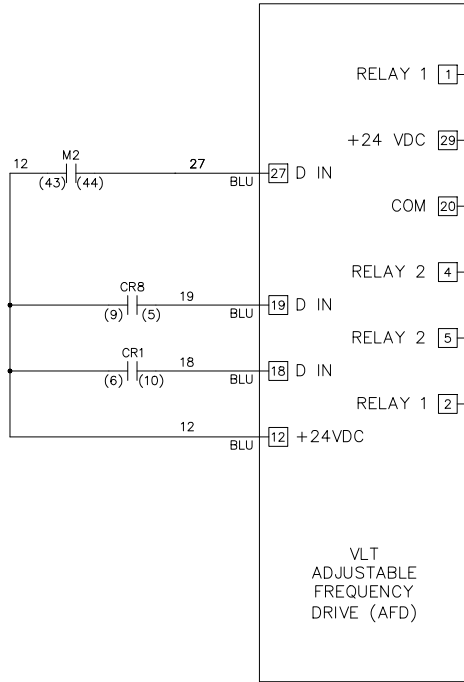 RELAY 1 1
+24 VDC 29
12 M2 27
(43) (44) BLU 27 D IN
COM 20
RELAY 2 4
CR8 19
(9) (5) BLU 19 D IN
RELAY 2 5
CR1 18
(6) (10) BLU 18 D IN
RELAY 1 2
12
BLU 12 +24VDC
VLT
ADJUSTABLE
FREQUENCY
DRIVE (AFD)